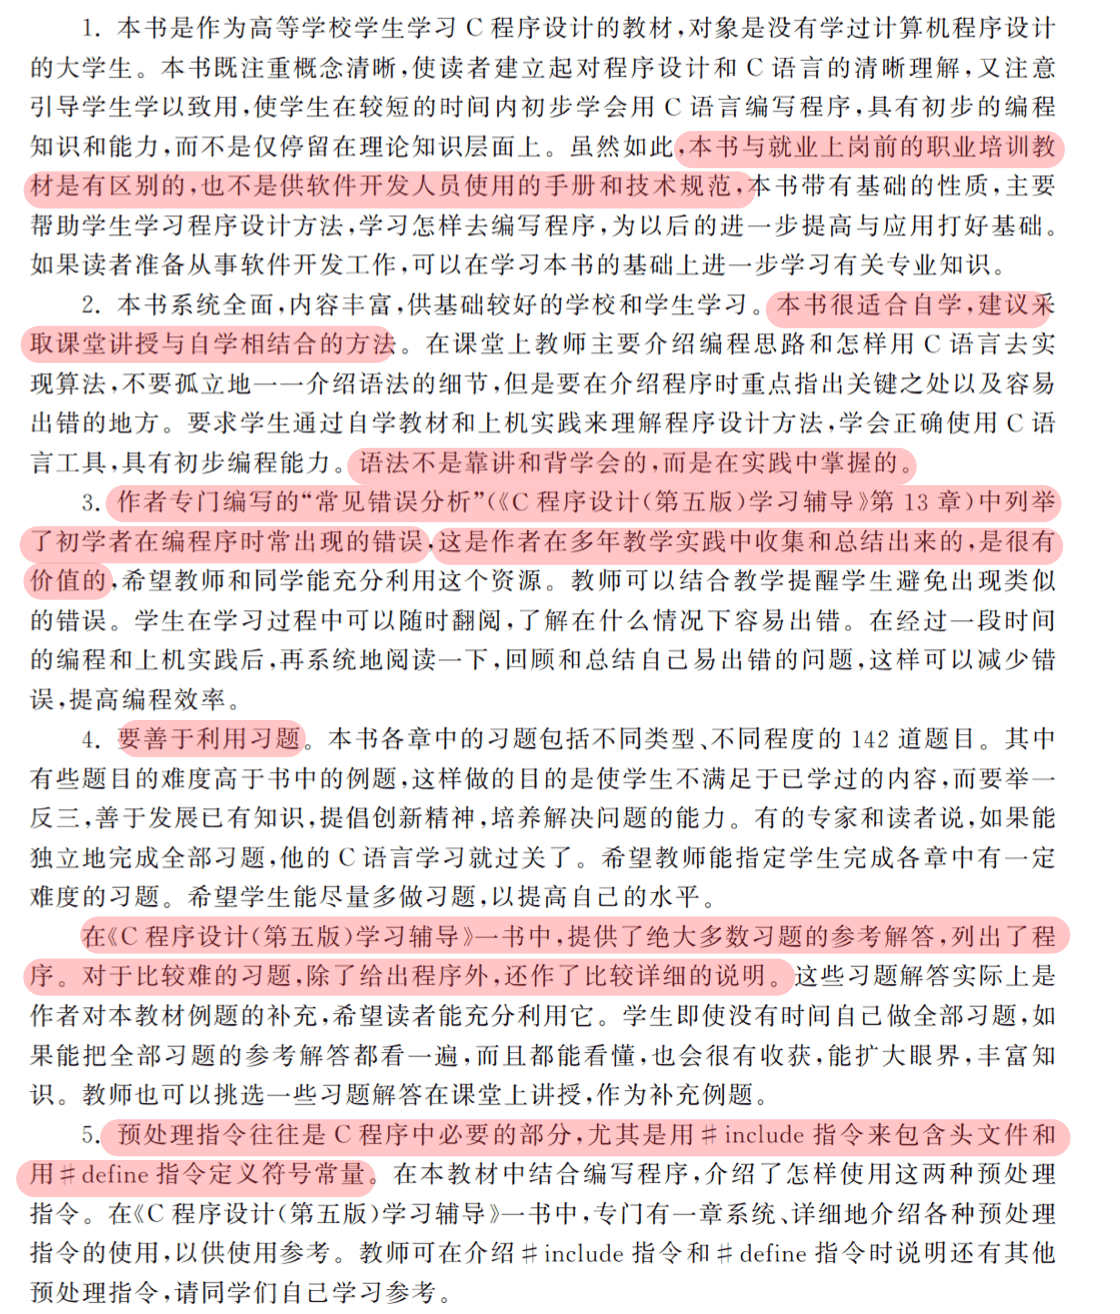 1. 本书是作为高等学校学生学习 C 程序设计的教材,对象是没有学过计算机程序设计
的大学生。本书既注重概念清晰,使读者建立起对程序设计和 C 语言的清晰理解,又注意
引导学生学以致用,使学生在较短的时间内初步学会用 C 语言编写程序,具有初步的编程
知识和能力,而不是仅停留在理论知识层面上。虽然如此,本书与就业上岗前的职业培训教
材是有区别的,也不是供软件开发人员使用的手册和技术规范,本书带有基础的性质,主要
帮助学生学习程序设计方法,学习怎样去编写程序,为以后的进一步提高与应用打好基础。
如果读者准备从事软件开发工作,可以在学习本书的基础上进一步学习有关专业知识。
2. 本书系统全面,内容丰富,供基础较好的学校和学生学习。本书很适合自学,建议采
取课堂讲授与自学相结合的方法。在课堂上教师主要介绍编程思路和怎样用 C 语言去实
现算法,不要孤立地一一介绍语法的细节,但是要在介绍程序时重点指出关键之处以及容易
出错的地方。要求学生通过自学教材和上机实践来理解程序设计方法,学会正确使用 C 语
言工具,具有初步编程能力。语法不是靠讲和背学会的,而是在实践中掌握的。
3. 作者专门编写的“常见错误分析”(《C 程序设计(第五版)学习辅导》第 13 章)中列举
了初学者在编程序时常出现的错误,这是作者在多年教学实践中收集和总结出来的,是很有
价值的,希望教师和同学能充分利用这个资源。教师可以结合教学提醒学生避免出现类似
的错误。学生在学习过程中可以随时翻阅,了解在什么情况下容易出错。在经过一段时间
的编程和上机实践后,再系统地阅读一下,回顾和总结自己易出错的问题,这样可以减少错
误,提高编程效率。
4. 要善于利用习题。本书各章中的习题包括不同类型、不同程度的 142 道题目。其中
有些题目的难度高于书中的例题,这样做的目的是使学生不满足于已学过的内容,而要举一
反三,善于发展已有知识,提倡创新精神,培养解决问题的能力。有的专家和读者说,如果能
独立地完成全部习题,他的 C 语言学习就过关了。希望教师能指定学生完成各章中有一定
难度的习题。希望学生能尽量多做习题,以提高自己的水平。
在《C 程序设计(第五版)学习辅导》一书中,提供了绝大多数习题的参考解答,列出了程
序。对于比较难的习题,除了给出程序外,还作了比较详细的说明。这些习题解答实际上是
作者对本教材例题的补充,希望读者能充分利用它。学生即使没有时间自己做全部习题,如
果能把全部习题的参考解答都看一遍,而且都能看懂,也会很有收获,能扩大眼界,丰富知
识。教师也可以挑选一些习题解答在课堂上讲授,作为补充例题。
5. 预处理指令往往是 C 程序中必要的部分,尤其是用 #include 指令来包含头文件和
用 #define 指令定义符号常量。在本教材中结合编写程序,介绍了怎样使用这两种预处理
指令。在《C 程序设计(第五版)学习辅导》一书中,专门有一章系统、详细地介绍各种预处理
指令的使用,以供使用参考。教师可在介绍 #include 指令和 #define 指令时说明还有其他
预处理指令,请同学们自己学习参考。